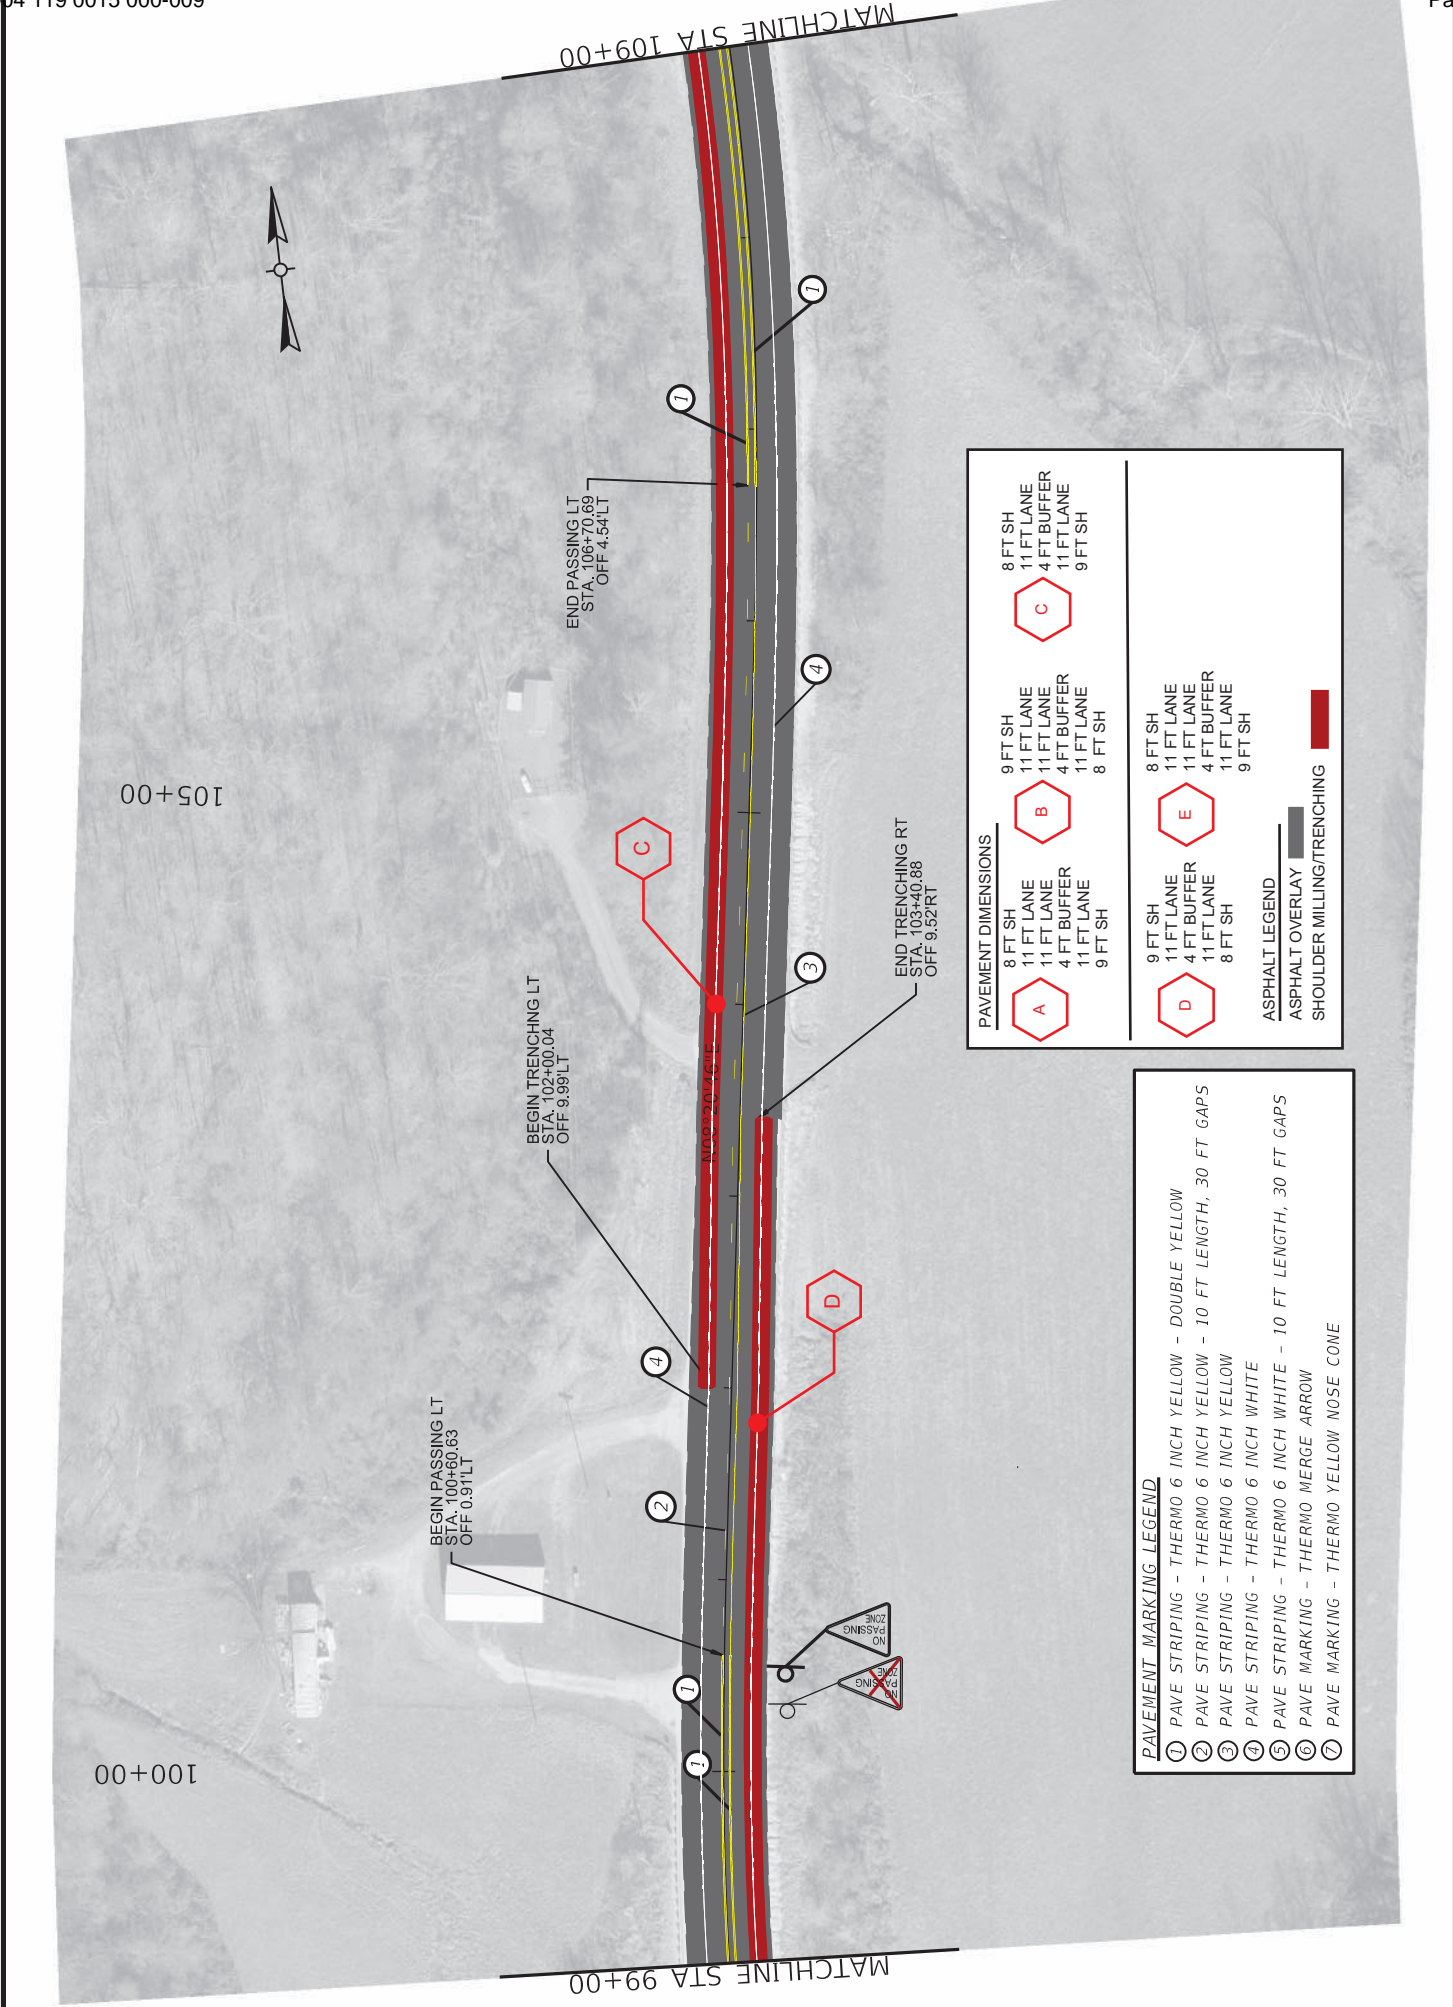 04 119 0015 000-009
Pa
MATCHLINE STA 109+00
END PASSING LT
STA. 106+70.69
OFF 4.54'LT
1
1
105+00
4
C
3
BEGIN TRENCHNG LT
STA. 102+00.04
OFF 9.99'LT
END TRENCHING RT
STA. 103+40.88
OFF 9.52'RT
N08°20'46"E
D
4
2
BEGIN PASSING LT
STA. 100+60.63
OFF 0.91'LT
1
1
NO
PASSING
ZONE
NO
PASSING
ZONE
100+00
MATCHLINE STA 99+00
PAVEMENT DIMENSIONS
A
8 FT SH
11 FT LANE
11 FT LANE
4 FT BUFFER
11 FT LANE
9 FT SH
B
9 FT SH
11 FT LANE
11 FT LANE
4 FT BUFFER
11 FT LANE
8 FT SH
C
8 FT SH
11 FT LANE
4 FT BUFFER
11 FT LANE
9 FT SH
D
9 FT SH
11 FT LANE
4 FT BUFFER
11 FT LANE
8 FT SH
E
8 FT SH
11 FT LANE
11 FT LANE
4 FT BUFFER
11 FT LANE
9 FT SH
ASPHALT LEGEND
ASPHALT OVERLAY
SHOULDER MILLING/TRENCHING
PAVEMENT MARKING LEGEND
1 PAVE STRIPING - THERMO 6 INCH YELLOW - DOUBLE YELLOW
2 PAVE STRIPING - THERMO 6 INCH YELLOW - 10 FT LENGTH, 30 FT GAPS
3 PAVE STRIPING - THERMO 6 INCH YELLOW
4 PAVE STRIPING - THERMO 6 INCH WHITE
5 PAVE STRIPING - THERMO 6 INCH WHITE - 10 FT LENGTH, 30 FT GAPS
6 PAVE MARKING - THERMO MERGE ARROW
7 PAVE MARKING - THERMO YELLOW NOSE CONE